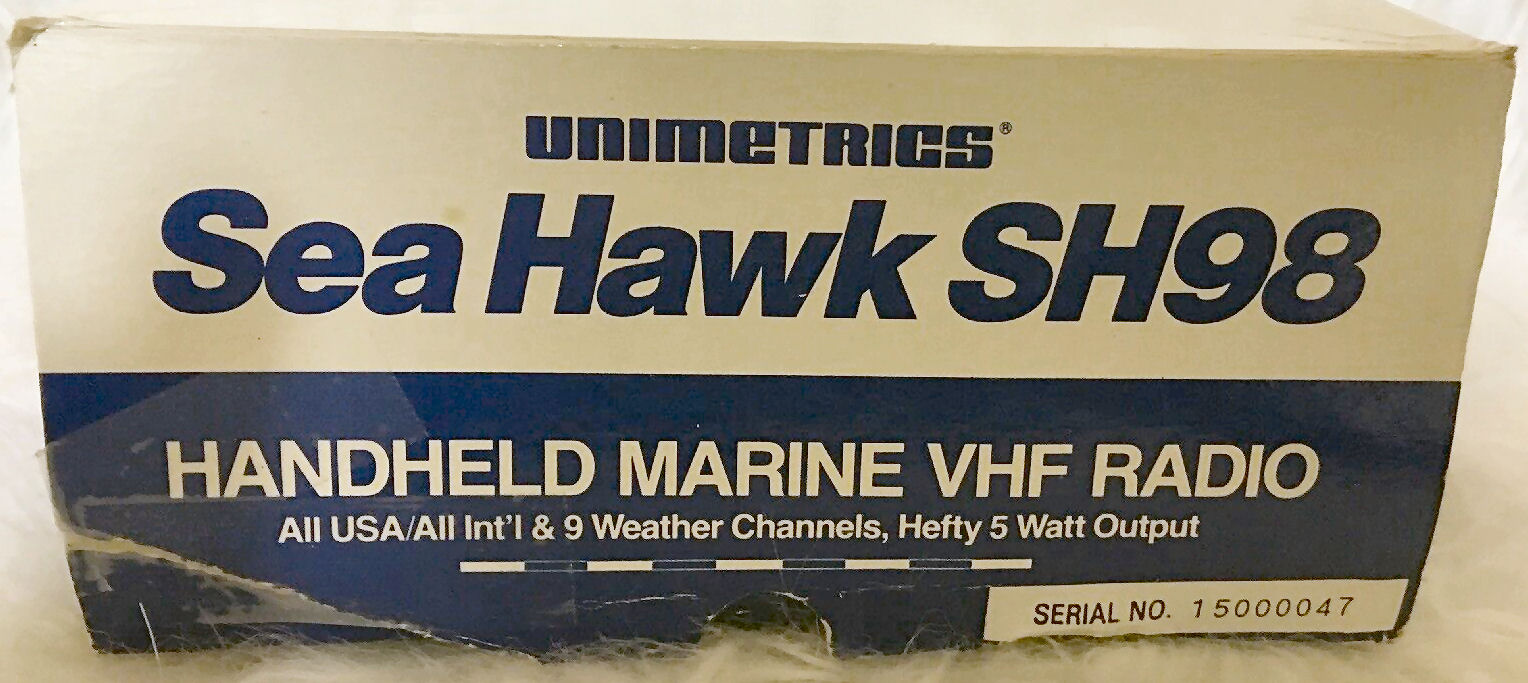 UNIMETRICS®
Sea Hawk SH98
HANDHELD MARINE VHF RADIO
All USA/All Int'l & 9 Weather Channels, Hefty 5 Watt Output
SERIAL NO. 15000047